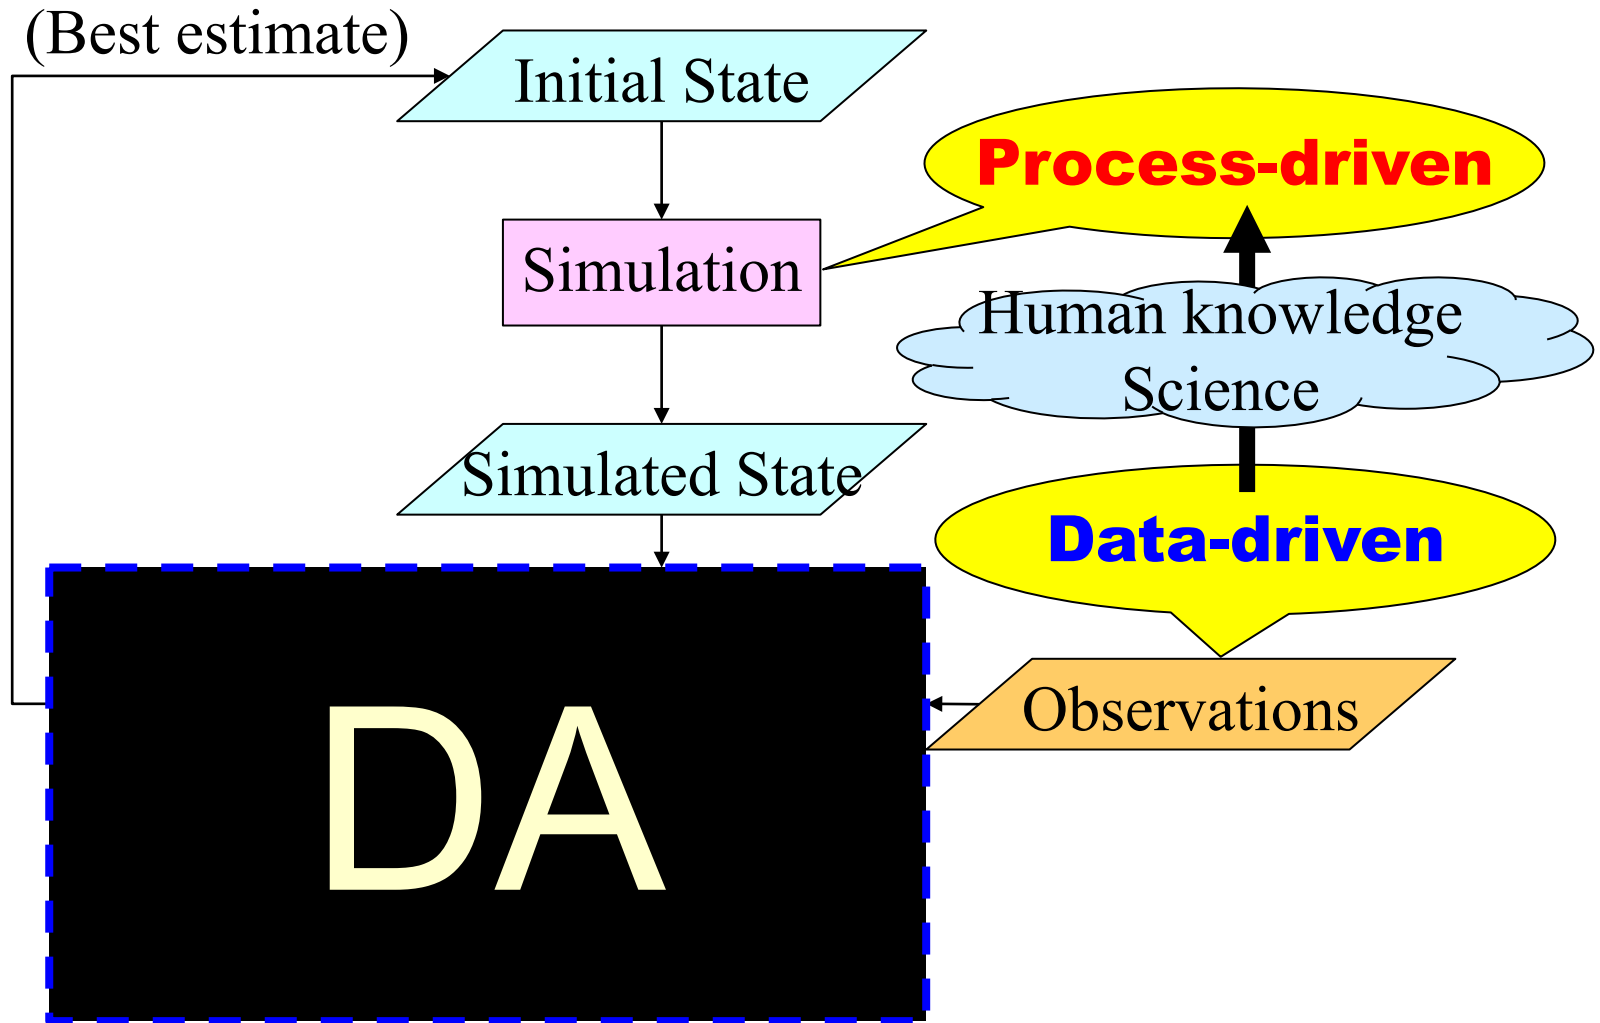 (Best estimate)
Initial State
Process-driven
Simulation
Human knowledge
Science
Simulated State
Data-driven
Observations
DA